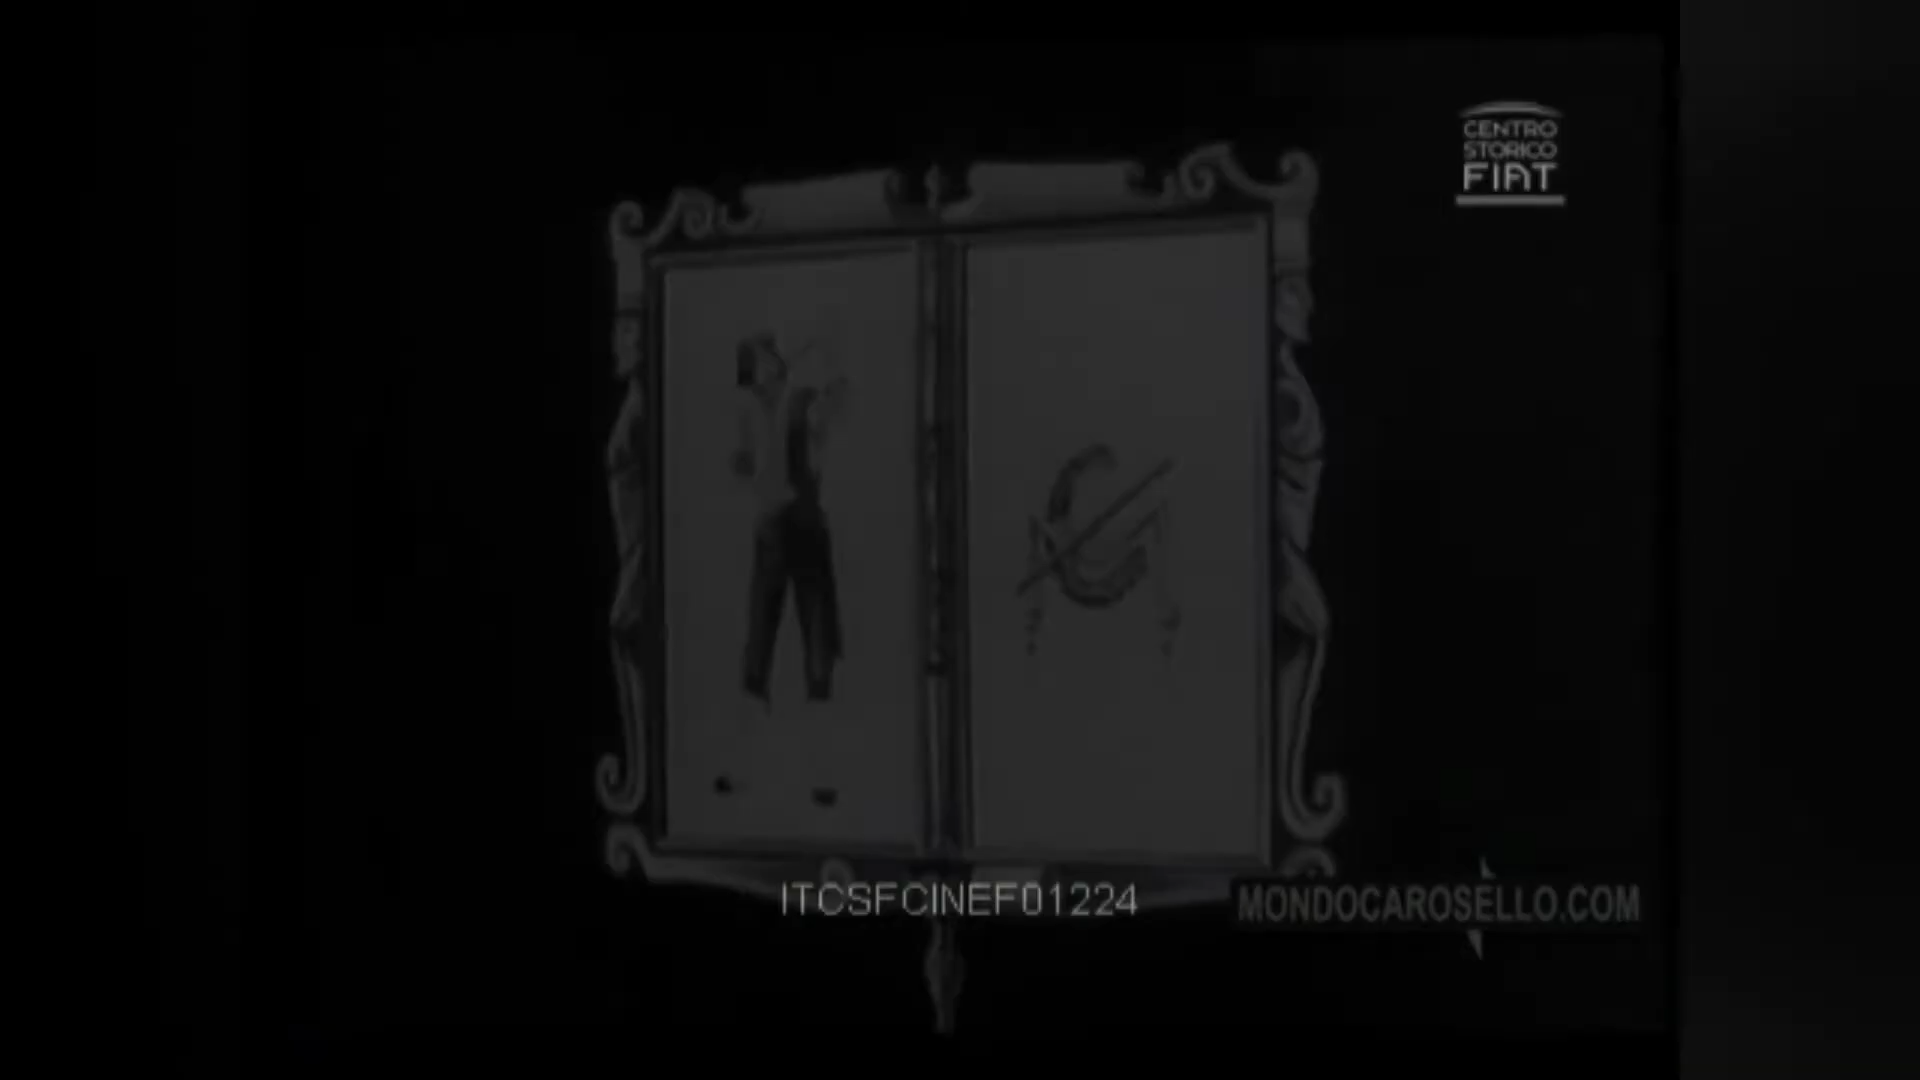 CENTRO
STORICO
FIAT
ITCSFCINEF01224
MONDOCAROSELLO.COM